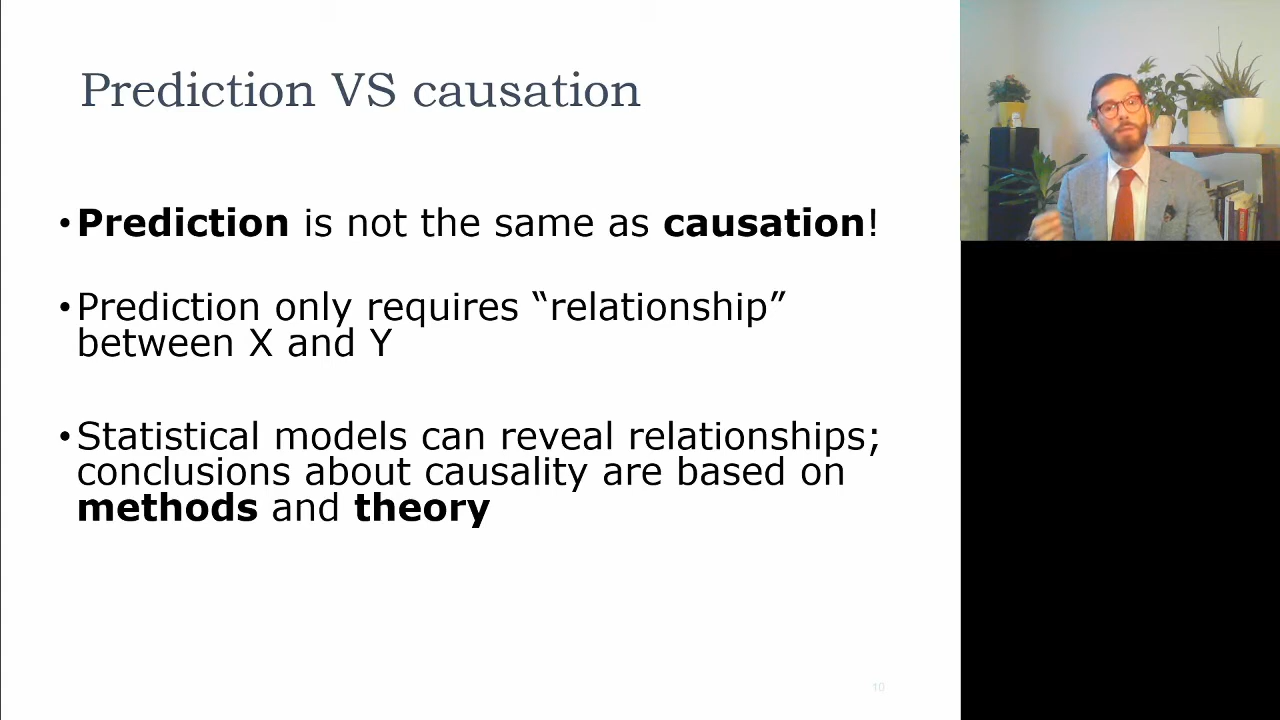 Prediction VS causation
•Prediction is not the same as causation!
•Prediction only requires “relationship”
between X and Y
•Statistical models can reveal relationships;
conclusions about causality are based on
methods and theory
10